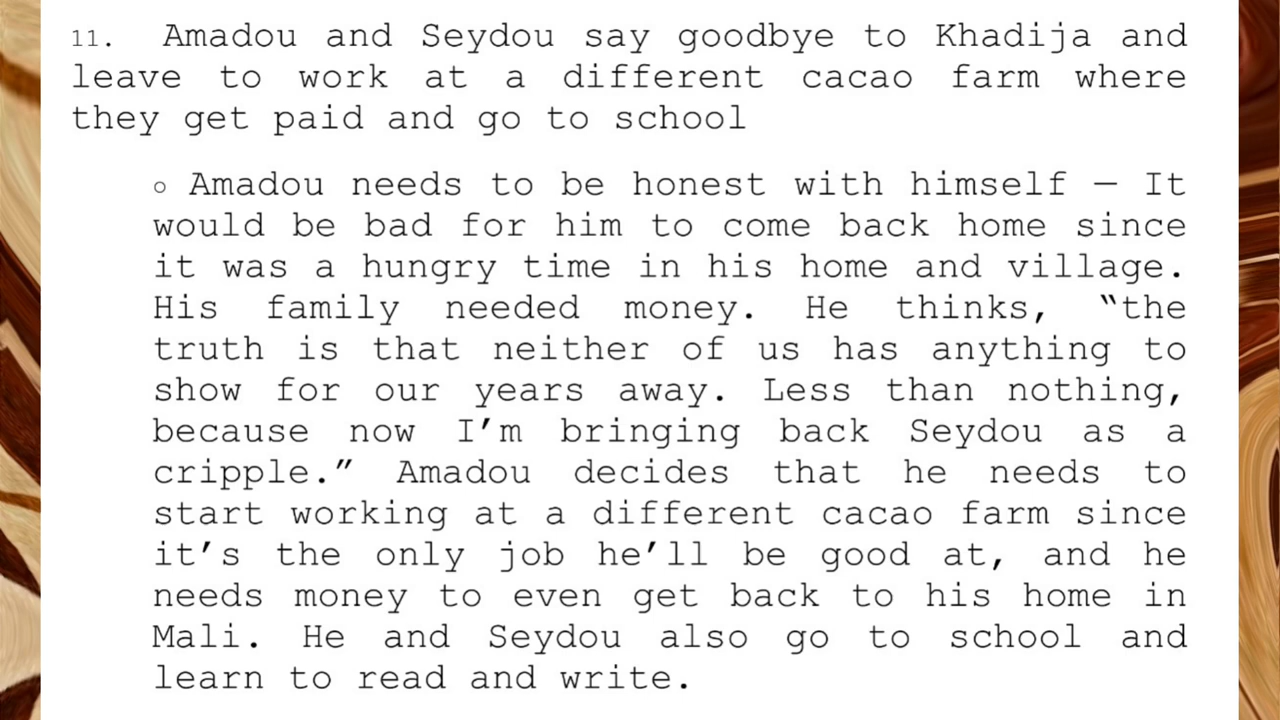 11. Amadou and Seydou say goodbye to Khadija and
leave to work at a different cacao farm where
they get paid and go to school
○ Amadou needs to be honest with himself — It
would be bad for him to come back home since
it was a hungry time in his home and village.
His family needed money. He thinks, “the
truth is that neither of us has anything to
show for our years away. Less than nothing,
because now I’m bringing back Seydou as a
cripple.” Amadou decides that he needs to
start working at a different cacao farm since
it’s the only job he’ll be good at, and he
needs money to even get back to his home in
Mali. He and Seydou also go to school and
learn to read and write.